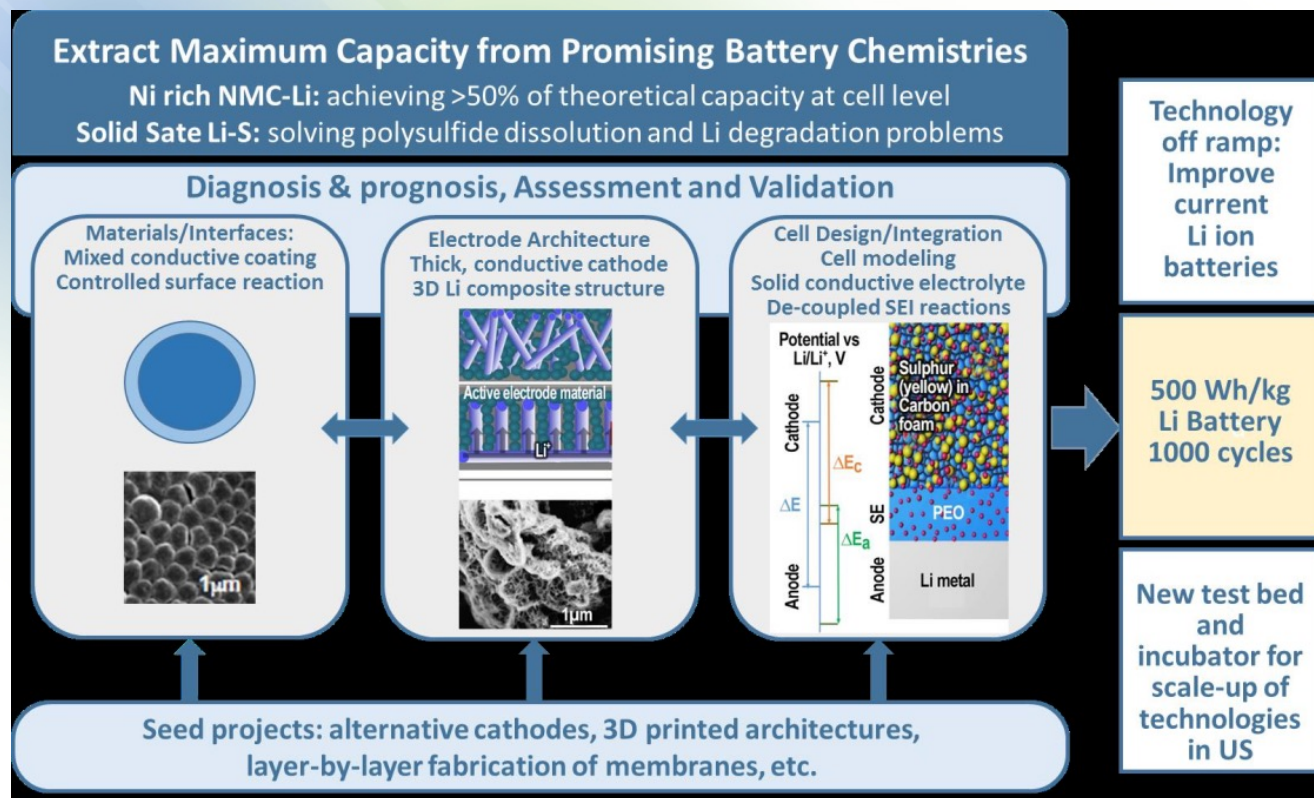 Extract Maximum Capacity from Promising Battery Chemistries
Ni rich NMC-Li: achieving >50% of theoretical capacity at cell level
Solid Sate Li-S: solving polysulfide dissolution and Li degradation problems
Diagnosis & prognosis, Assessment and Validation
Materials/Interfaces:
Mixed conductive coating
Controlled surface reaction
1µm
Electrode Architecture
Thick, conductive cathode
3D Li composite structure
Active electrode material
Li⁺
1µm
Cell Design/Integration
Cell modeling
Solid conductive electrolyte
De-coupled SEI reactions
Potential vs
Li/Li⁺, V
Cathode
Anode
ΔE
ΔEc
ΔEa
Cathode
SE
Anode
Sulphur
(yellow) in
Carbon
foam
PEO
Li metal
Seed projects: alternative cathodes, 3D printed architectures,
layer-by-layer fabrication of membranes, etc.
Technology
off ramp:
Improve
current
Li ion
batteries
500 Wh/kg
Li Battery
1000 cycles
New test bed
and
incubator for
scale-up of
technologies
in US